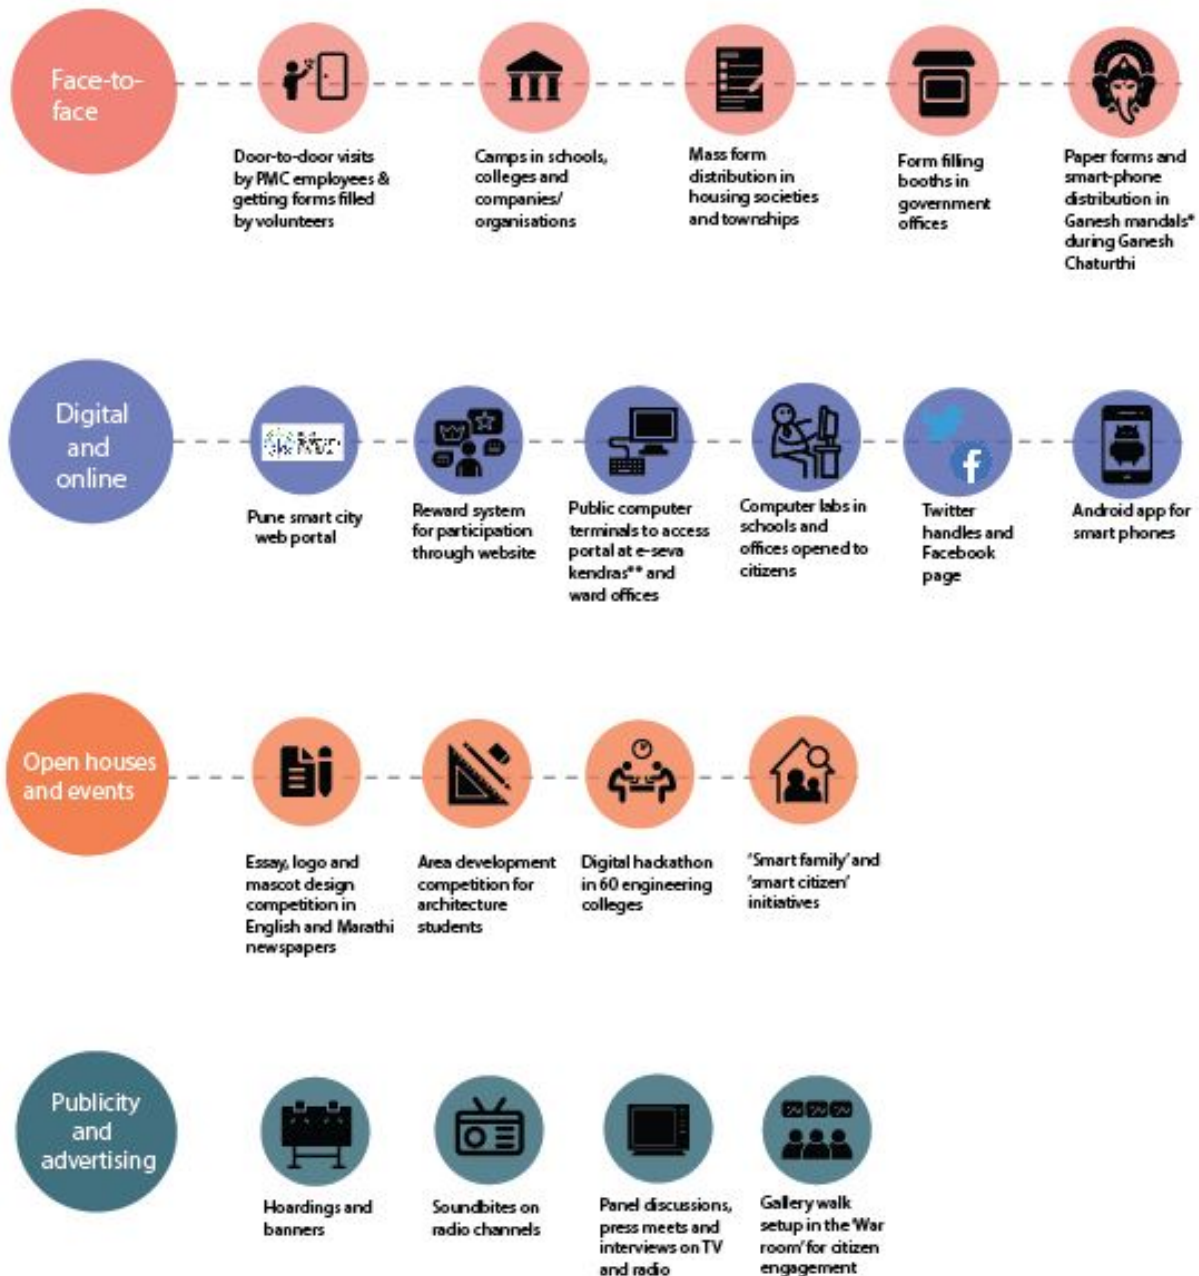 Face-to-
face
Door-to-door visits
by PMC employees &
getting forms filled
by volunteers
Camps in schools,
colleges and
companies/
organisations
Mass form
distribution in
housing societies
and townships
Form filling
booths in
government
offices
Paper forms and
smart-phone
distribution in
Ganesh mandals*
during Ganesh
Chaturthi
Digital
and
online
Pune smart city
web portal
Reward system
for participation
through website
Public computer
terminals to access
portal at e-seva
kendras** and
ward offices
Computer labs in
schools and
offices opened to
citizens
Twitter
handles and
Facebook
page
Android app for
smart phones
Open houses
and events
Essay, logo and
mascot design
competition in
English and Marathi
newspapers
Area development
competition for
architecture
students
Digital hackathon
in 60 engineering
colleges
'Smart family' and
'smart citizen'
initiatives
Publicity
and
advertising
Hoardings and
banners
Soundbites on
radio channels
Panel discussions,
press meets and
interviews on TV
and radio
Gallery walk
setup in the 'War
room' for citizen
engagement